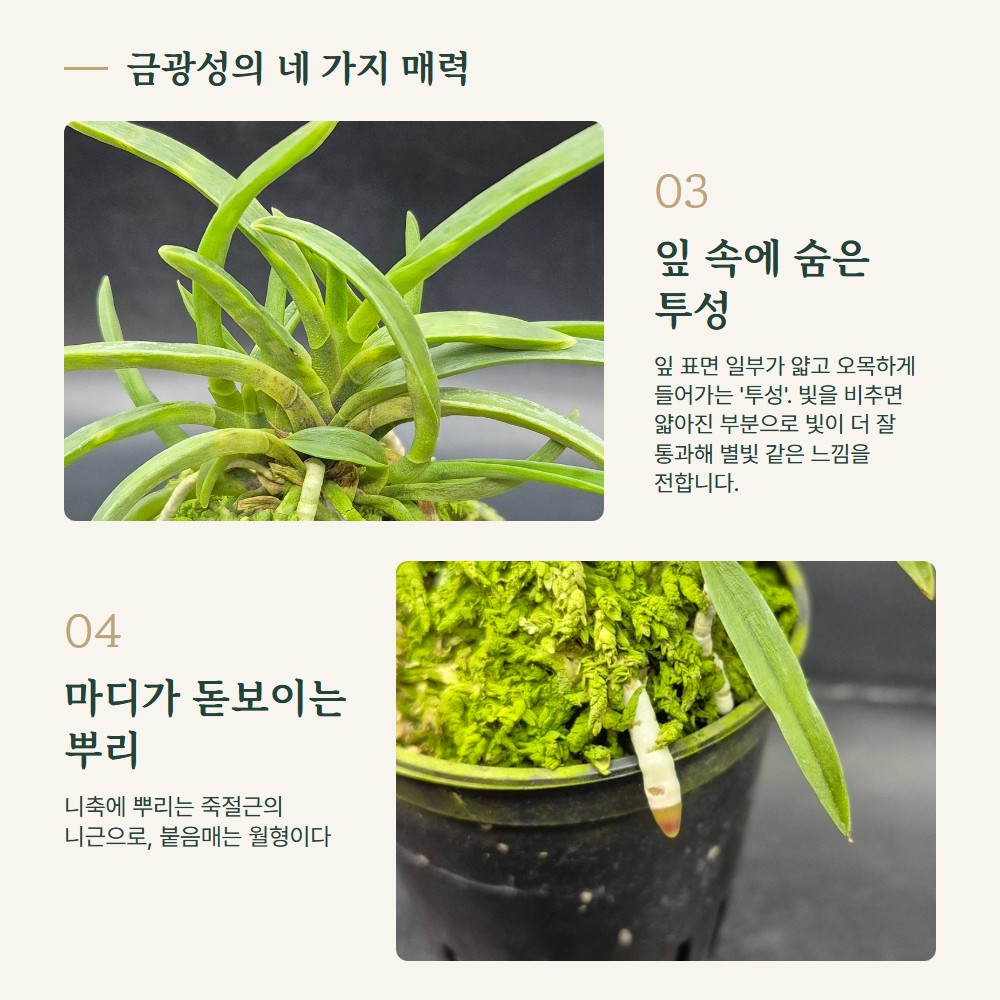 금광성의 네 가지 매력
03
잎 속에 숨은
투성
잎 표면 일부가 얇고 오목하게
들어가는 '투성'. 빛을 비추면
얇아진 부분으로 빛이 더 잘
통과해 별빛 같은 느낌을
전합니다.
04
마디가 돋보이는
뿌리
니축에 뿌리는 죽절근의
니근으로, 붙음매는 월형이다